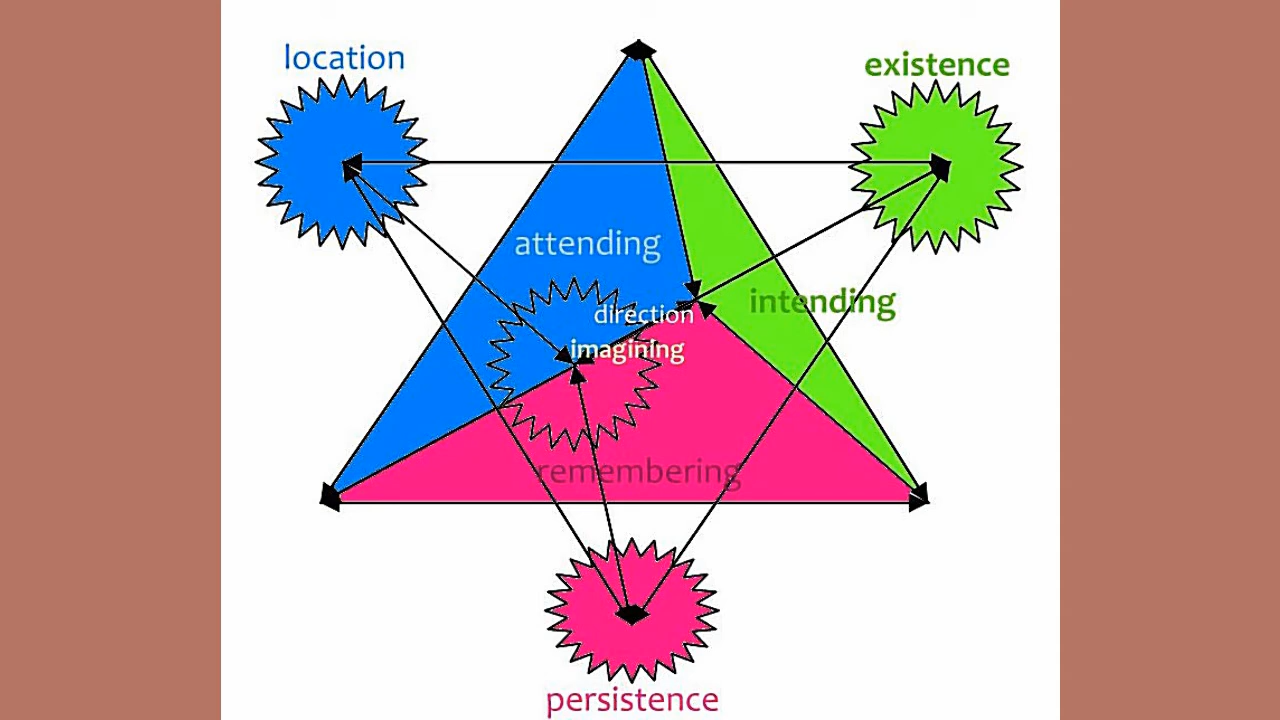 location
existence
attending
intending
direction
imagining
remembering
persistence